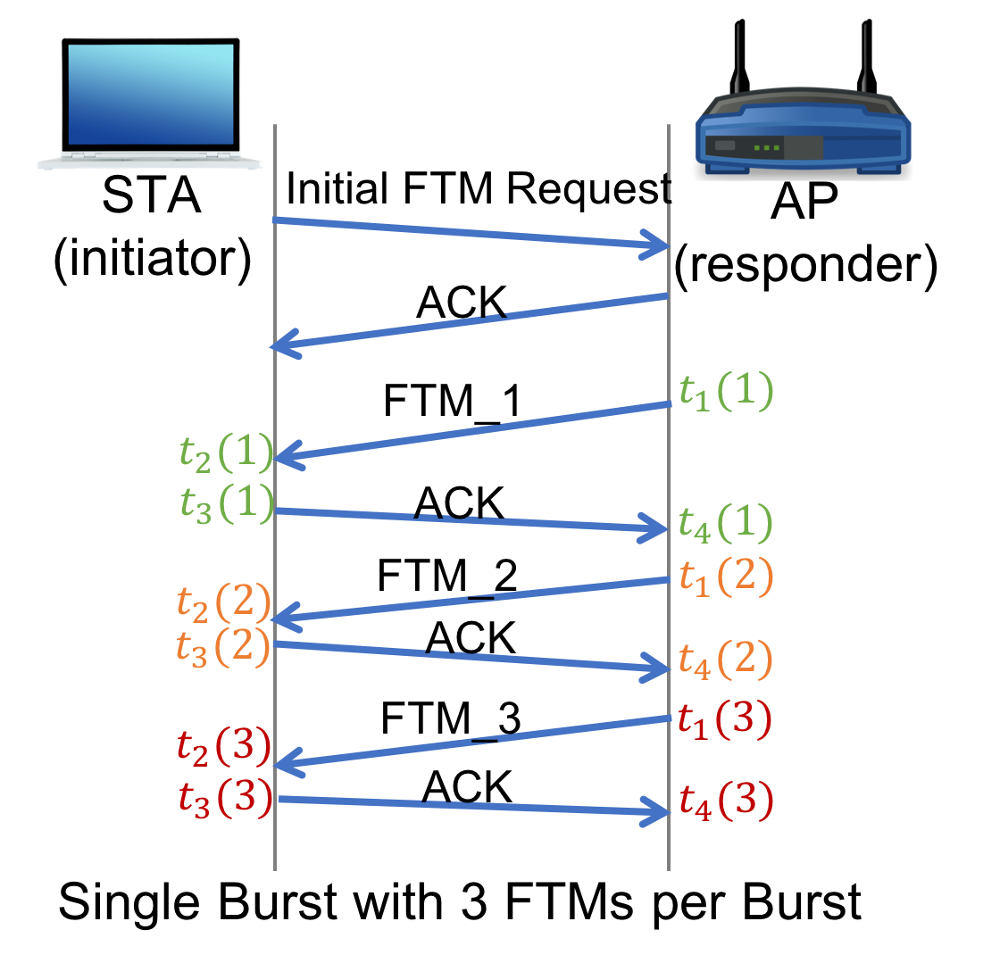 STA
(initiator)
AP
(responder)
Initial FTM Request
ACK
FTM_1
t₁(1)
t₂(1)
t₃(1)
ACK
t₄(1)
FTM_2
t₁(2)
t₂(2)
t₃(2)
ACK
t₄(2)
FTM_3
t₁(3)
t₂(3)
t₃(3)
ACK
t₄(3)
Single Burst with 3 FTMs per Burst